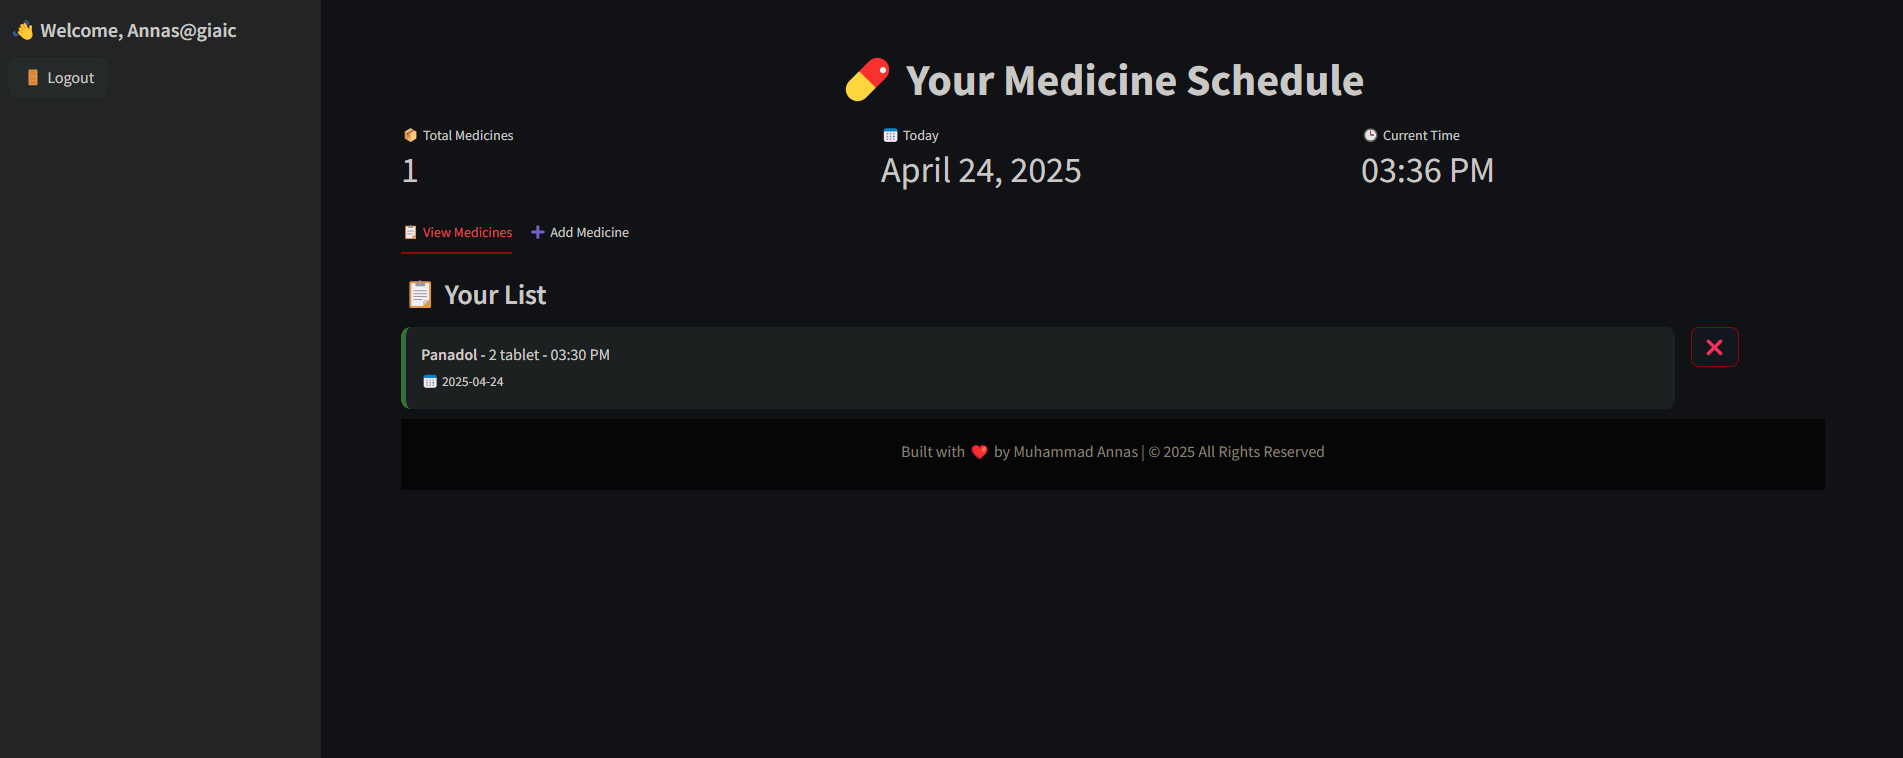 👋 Welcome, Annas@giaic
🚪 Logout
💊 Your Medicine Schedule
📦 Total Medicines
1
📅 Today
April 24, 2025
🕒 Current Time
03:36 PM
📋 View Medicines
➕ Add Medicine
📋 Your List
Panadol - 2 tablet - 03:30 PM
📅 2025-04-24
❌
Built with ❤️ by Muhammad Annas | © 2025 All Rights Reserved